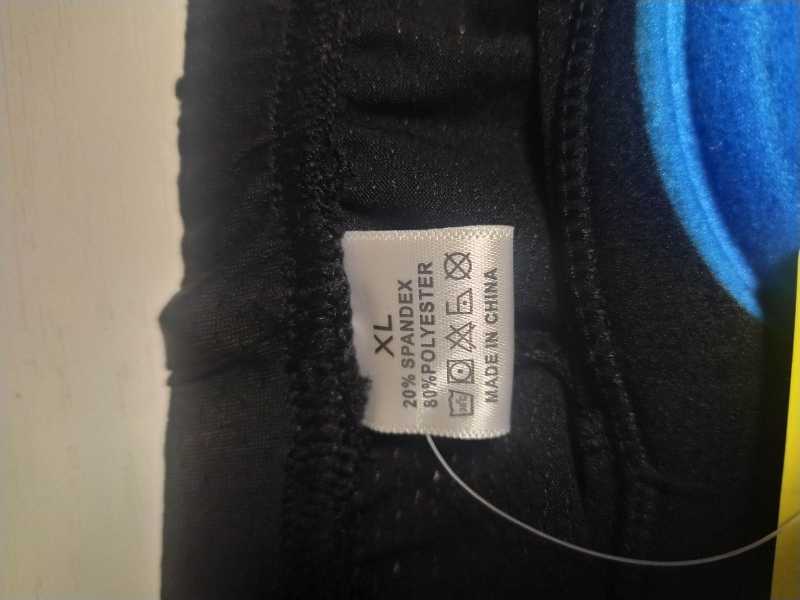 XL
20% SPANDEX
80%POLYESTER
MADE IN CHINA